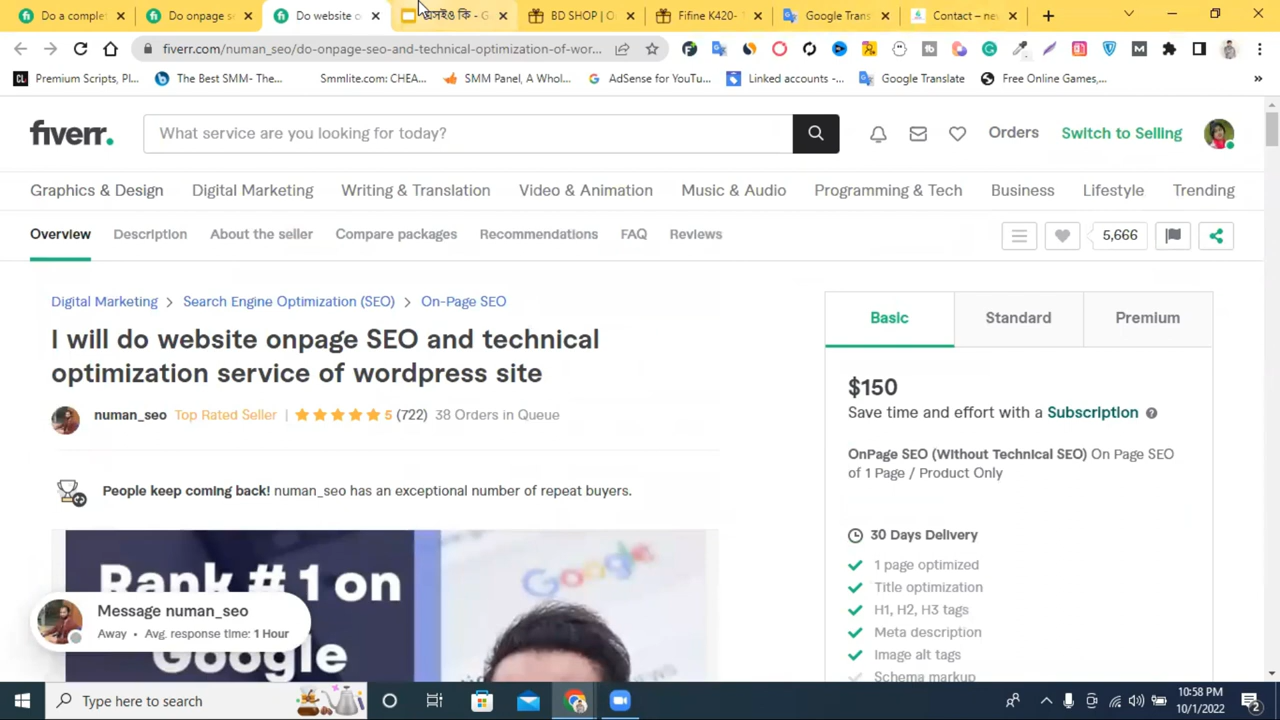 Do a complet
Do onpage s
Do website o
এসইও কি - G
BD SHOP | O
Fifine K420-
Google Trans
Contact – ne
fiverr.com/numan_seo/do-onpage-seo-and-technical-optimization-of-wor...
Premium Scripts, Pl...
The Best SMM- The...
Smmlite.com: CHEA...
SMM Panel, A Whol...
AdSense for YouTu...
Linked accounts -...
Google Translate
Free Online Games,...
fiverr.
What service are you looking for today?
Orders
Switch to Selling
Graphics & Design
Digital Marketing
Writing & Translation
Video & Animation
Music & Audio
Programming & Tech
Business
Lifestyle
Trending
Overview
Description
About the seller
Compare packages
Recommendations
FAQ
Reviews
5,666
Digital Marketing > Search Engine Optimization (SEO) > On-Page SEO
I will do website onpage SEO and technical
optimization service of wordpress site
numan_seo Top Rated Seller | 5 (722) 38 Orders in Queue
People keep coming back! numan_seo has an exceptional number of repeat buyers.
Rank # 1 on
Google
Google
Message numan_seo
Away • Avg. response time: 1 Hour
Basic
Standard
Premium
$150
Save time and effort with a Subscription
OnPage SEO (Without Technical SEO) On Page SEO
of 1 Page / Product Only
30 Days Delivery
1 page optimized
Title optimization
H1, H2, H3 tags
Meta description
Image alt tags
Schema markup
Type here to search
10:58 PM
10/1/2022
2